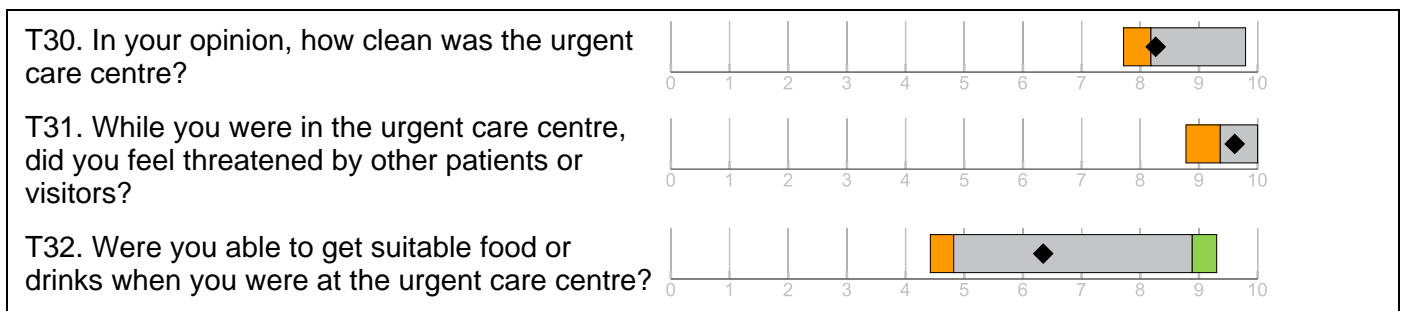 T30. In your opinion, how clean was the urgent
care centre?
0 1 2 3 4 5 6 7 8 9 10
T31. While you were in the urgent care centre,
did you feel threatened by other patients or
visitors?
0 1 2 3 4 5 6 7 8 9 10
T32. Were you able to get suitable food or
drinks when you were at the urgent care centre?
0 1 2 3 4 5 6 7 8 9 10